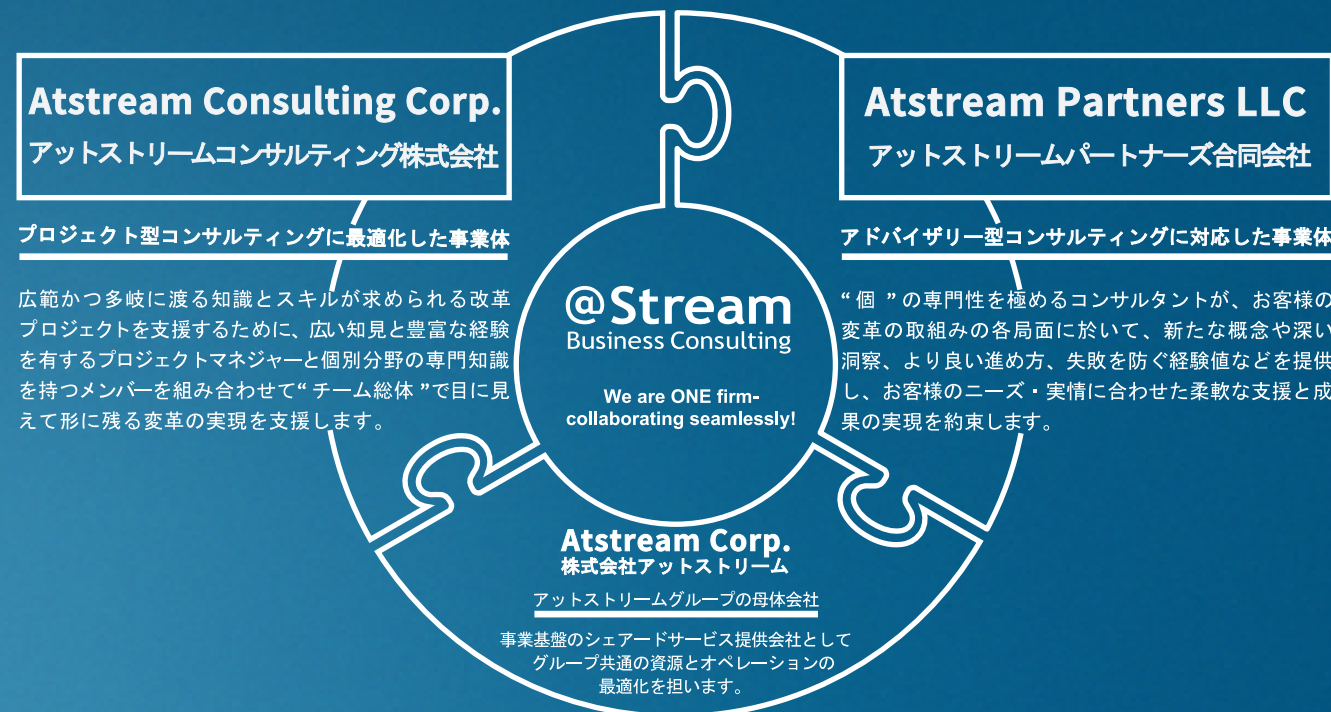 Atstream Consulting Corp.
アットストリームコンサルティング株式会社
プロジェクト型コンサルティングに最適化した事業体
広範かつ多岐に渡る知識とスキルが求められる改革
プロジェクトを支援するために、広い知見と豊富な経験
を有するプロジェクトマネジャーと個別分野の専門知識
を持つメンバーを組み合わせて“チーム総体”で目に見
えて形に残る変革の実現を支援します。
Atstream Partners LLC
アットストリームパートナーズ合同会社
アドバイザリー型コンサルティングに対応した事業体
“個”の専門性を極めるコンサルタントが、お客様の
変革の取組みの各局面に於いて、新たな概念や深い
洞察、より良い進め方、失敗を防ぐ経験値などを提供
し、お客様のニーズ・実情に合わせた柔軟な支援と成
果の実現を約束します。
@Stream
Business Consulting
We are ONE firm-
collaborating seamlessly!
Atstream Corp.
株式会社アットストリーム
アットストリームグループの母体会社
事業基盤のシェアードサービス提供会社として
グループ共通の資源とオペレーションの
最適化を担います。